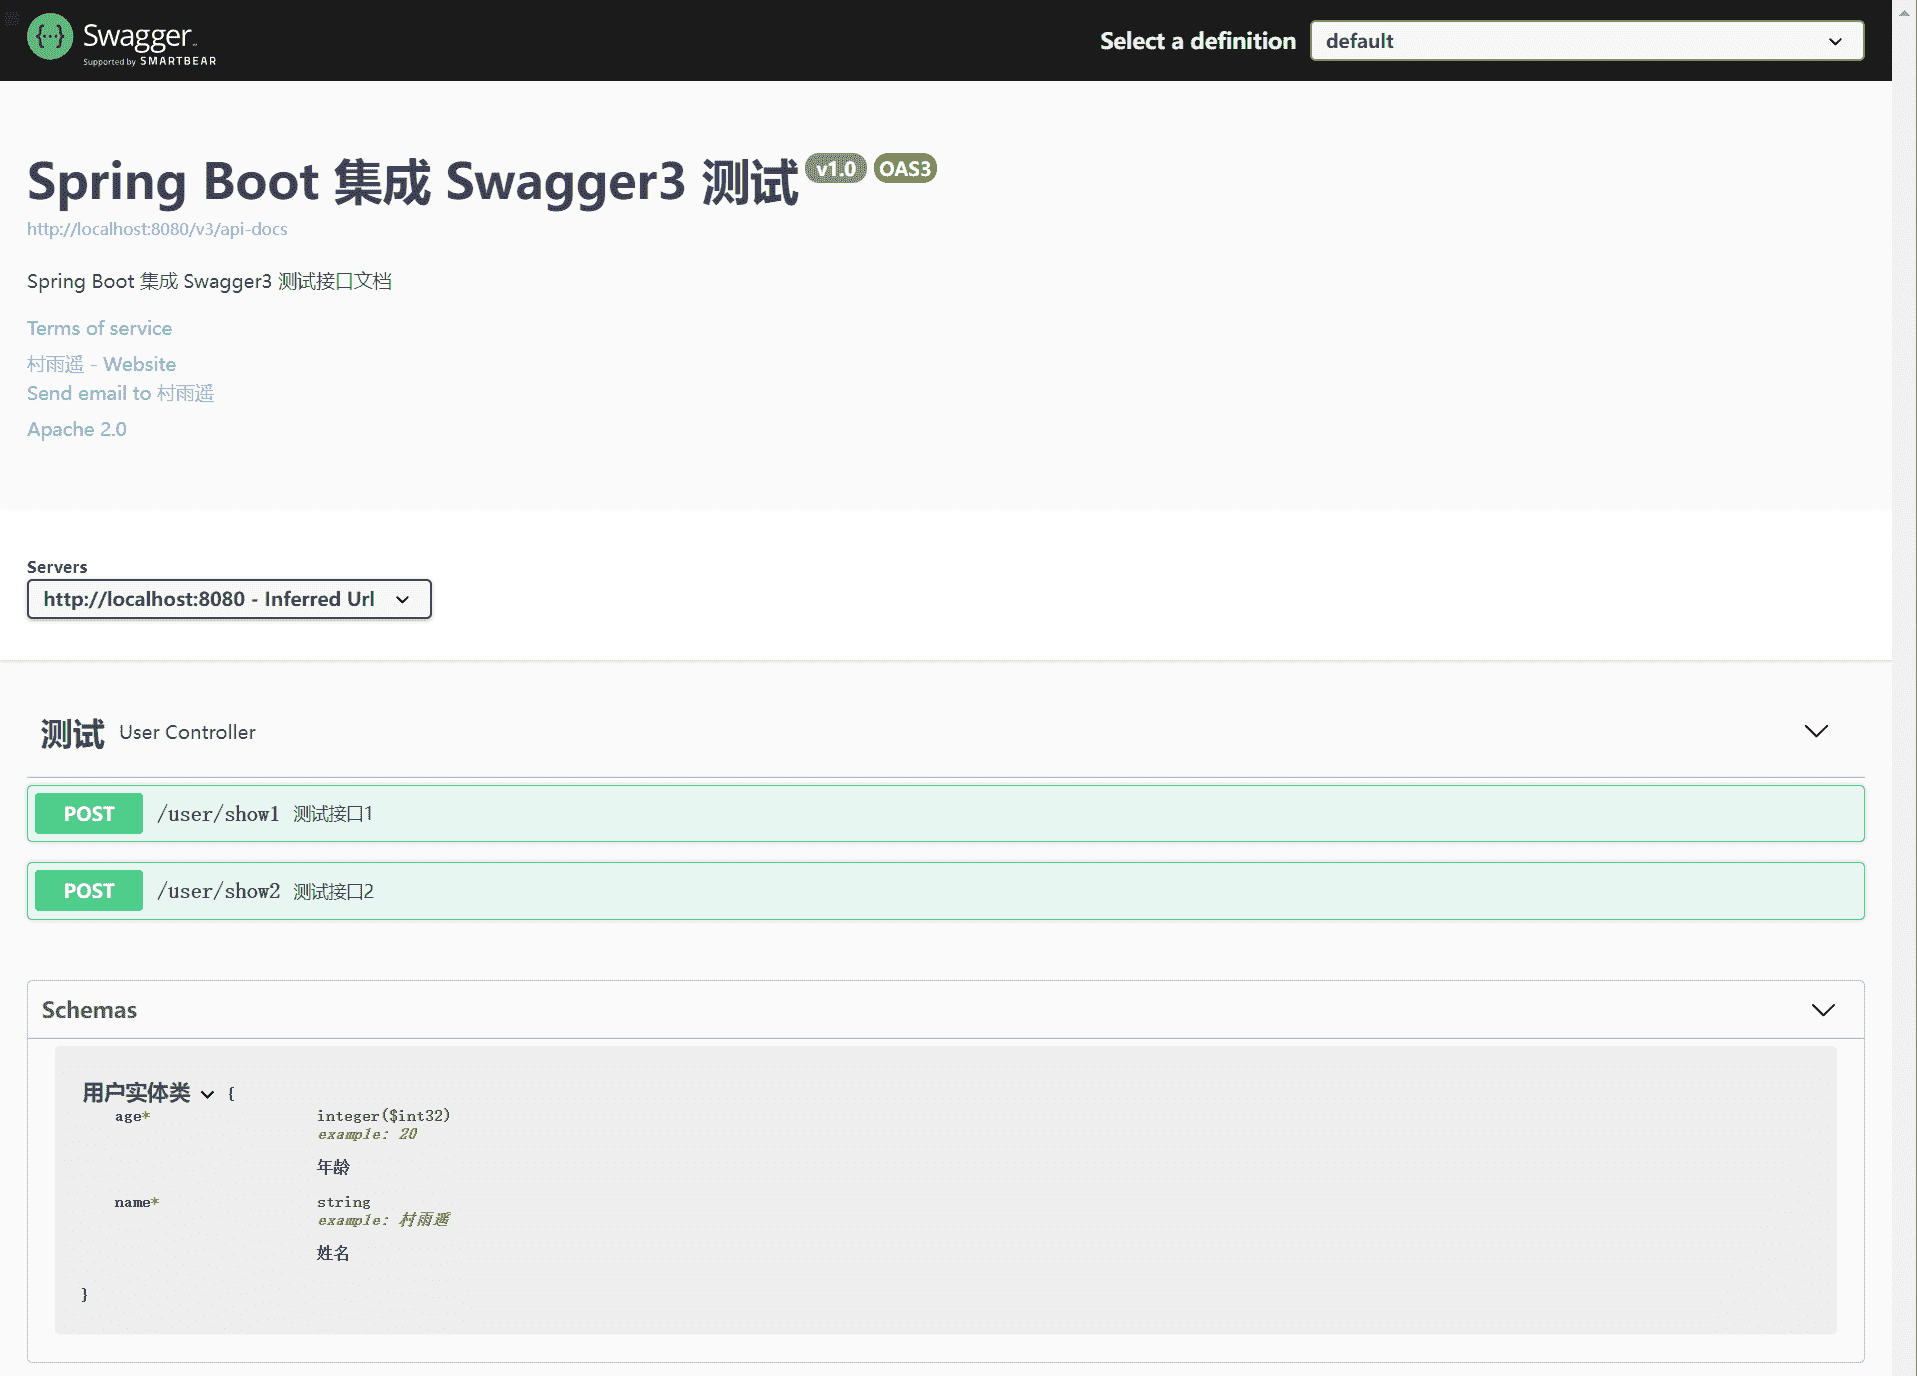 Swagger
Supported by SMARTBEAR
Select a definition
default
Spring Boot 集成 Swagger3 测试 v1.0 OAS3
http://localhost:8080/v3/api-docs
Spring Boot 集成 Swagger3 测试接口文档
Terms of service
村雨遥 - Website
Send email to 村雨遥
Apache 2.0
Servers
http://localhost:8080 - Inferred Url
测试 User Controller
POST /user/show1 测试接口1
POST /user/show2 测试接口2
Schemas
用户实体类 {
age* integer($int32)
example: 20
年龄
name* string
example: 村雨遥
姓名
}